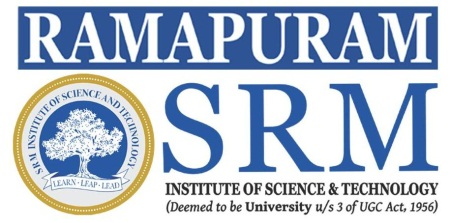 RAMAPURAM
SRM INSTITUTE OF SCIENCE AND TECHNOLOGY
LEARN - LEAP - LEAD
SRM
INSTITUTE OF SCIENCE & TECHNOLOGY
(Deemed to be University u/s 3 of UGC Act, 1956)